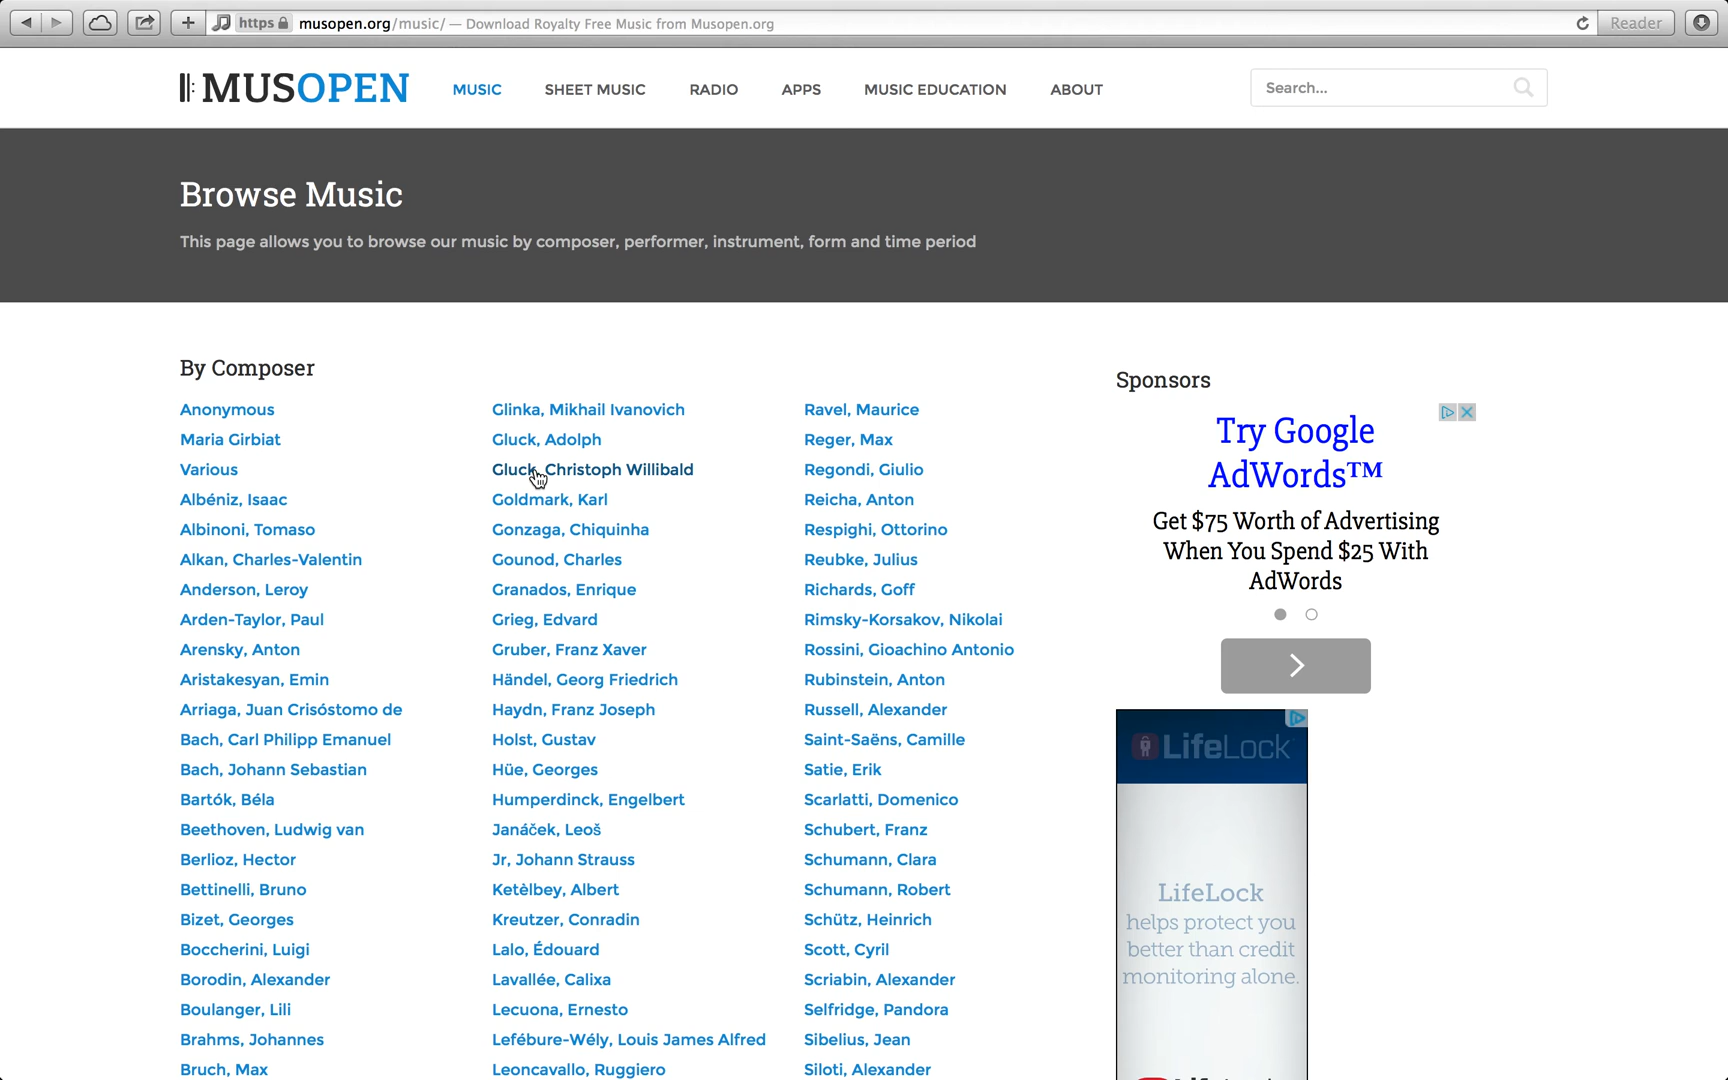 https musopen.org/music/ — Download Royalty Free Music from Musopen.org
Reader
MUSOPEN
MUSIC
SHEET MUSIC
RADIO
APPS
MUSIC EDUCATION
ABOUT
Search...
Browse Music
This page allows you to browse our music by composer, performer, instrument, form and time period
By Composer
Anonymous
Maria Girbiat
Various
Albéniz, Isaac
Albinoni, Tomaso
Alkan, Charles-Valentin
Anderson, Leroy
Arden-Taylor, Paul
Arensky, Anton
Aristakesyan, Emin
Arriaga, Juan Crisóstomo de
Bach, Carl Philipp Emanuel
Bach, Johann Sebastian
Bartók, Béla
Beethoven, Ludwig van
Berlioz, Hector
Bettinelli, Bruno
Bizet, Georges
Boccherini, Luigi
Borodin, Alexander
Boulanger, Lili
Brahms, Johannes
Bruch, Max
Glinka, Mikhail Ivanovich
Gluck, Adolph
Gluck, Christoph Willibald
Goldmark, Karl
Gonzaga, Chiquinha
Gounod, Charles
Granados, Enrique
Grieg, Edvard
Gruber, Franz Xaver
Händel, Georg Friedrich
Haydn, Franz Joseph
Holst, Gustav
Hüe, Georges
Humperdinck, Engelbert
Janáček, Leoš
Jr, Johann Strauss
Ketèlbey, Albert
Kreutzer, Conradin
Lalo, Édouard
Lavallée, Calixa
Lecuona, Ernesto
Lefébure-Wély, Louis James Alfred
Leoncavallo, Ruggiero
Ravel, Maurice
Reger, Max
Regondi, Giulio
Reicha, Anton
Respighi, Ottorino
Reubke, Julius
Richards, Goff
Rimsky-Korsakov, Nikolai
Rossini, Gioachino Antonio
Rubinstein, Anton
Russell, Alexander
Saint-Saëns, Camille
Satie, Erik
Scarlatti, Domenico
Schubert, Franz
Schumann, Clara
Schumann, Robert
Schütz, Heinrich
Scott, Cyril
Scriabin, Alexander
Selfridge, Pandora
Sibelius, Jean
Siloti, Alexander
Sponsors
Try Google
AdWords™
Get $75 Worth of Advertising
When You Spend $25 With
AdWords
LifeLock
LifeLock
helps protect you
better than credit
monitoring alone.